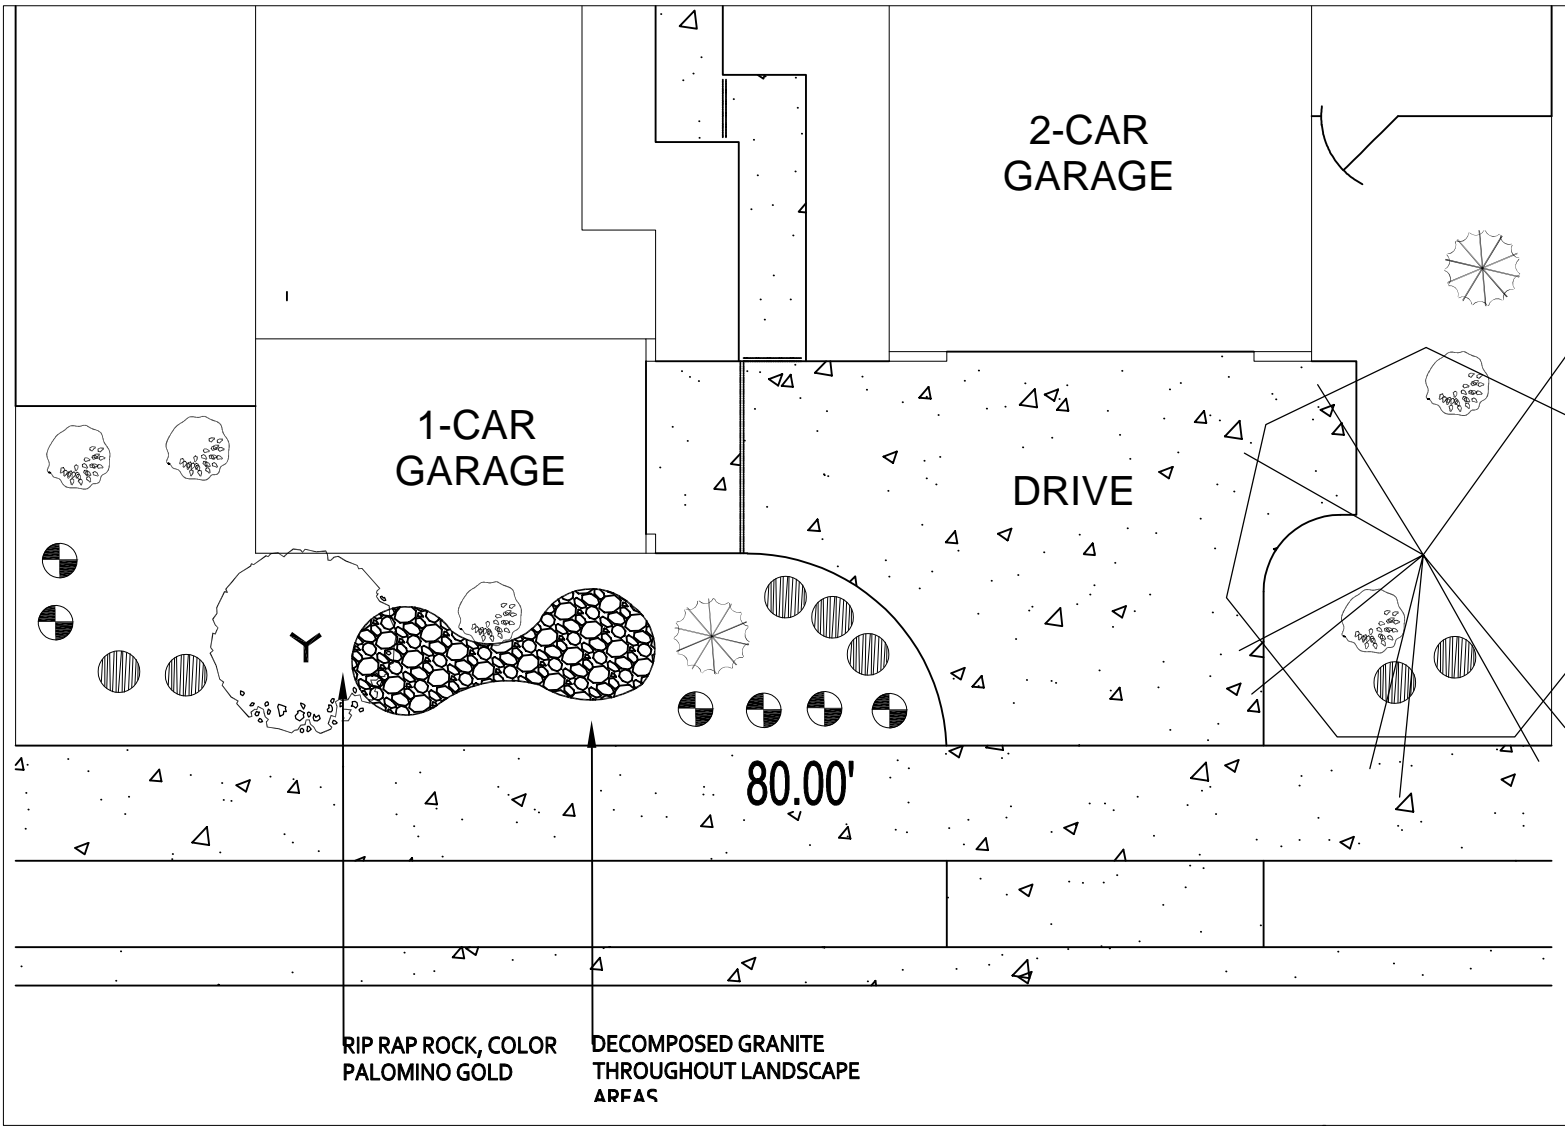 2-CAR
GARAGE
1-CAR
GARAGE
DRIVE
80.00'
RIP RAP ROCK, COLOR
PALOMINO GOLD
DECOMPOSED GRANITE
THROUGHOUT LANDSCAPE
AREAS